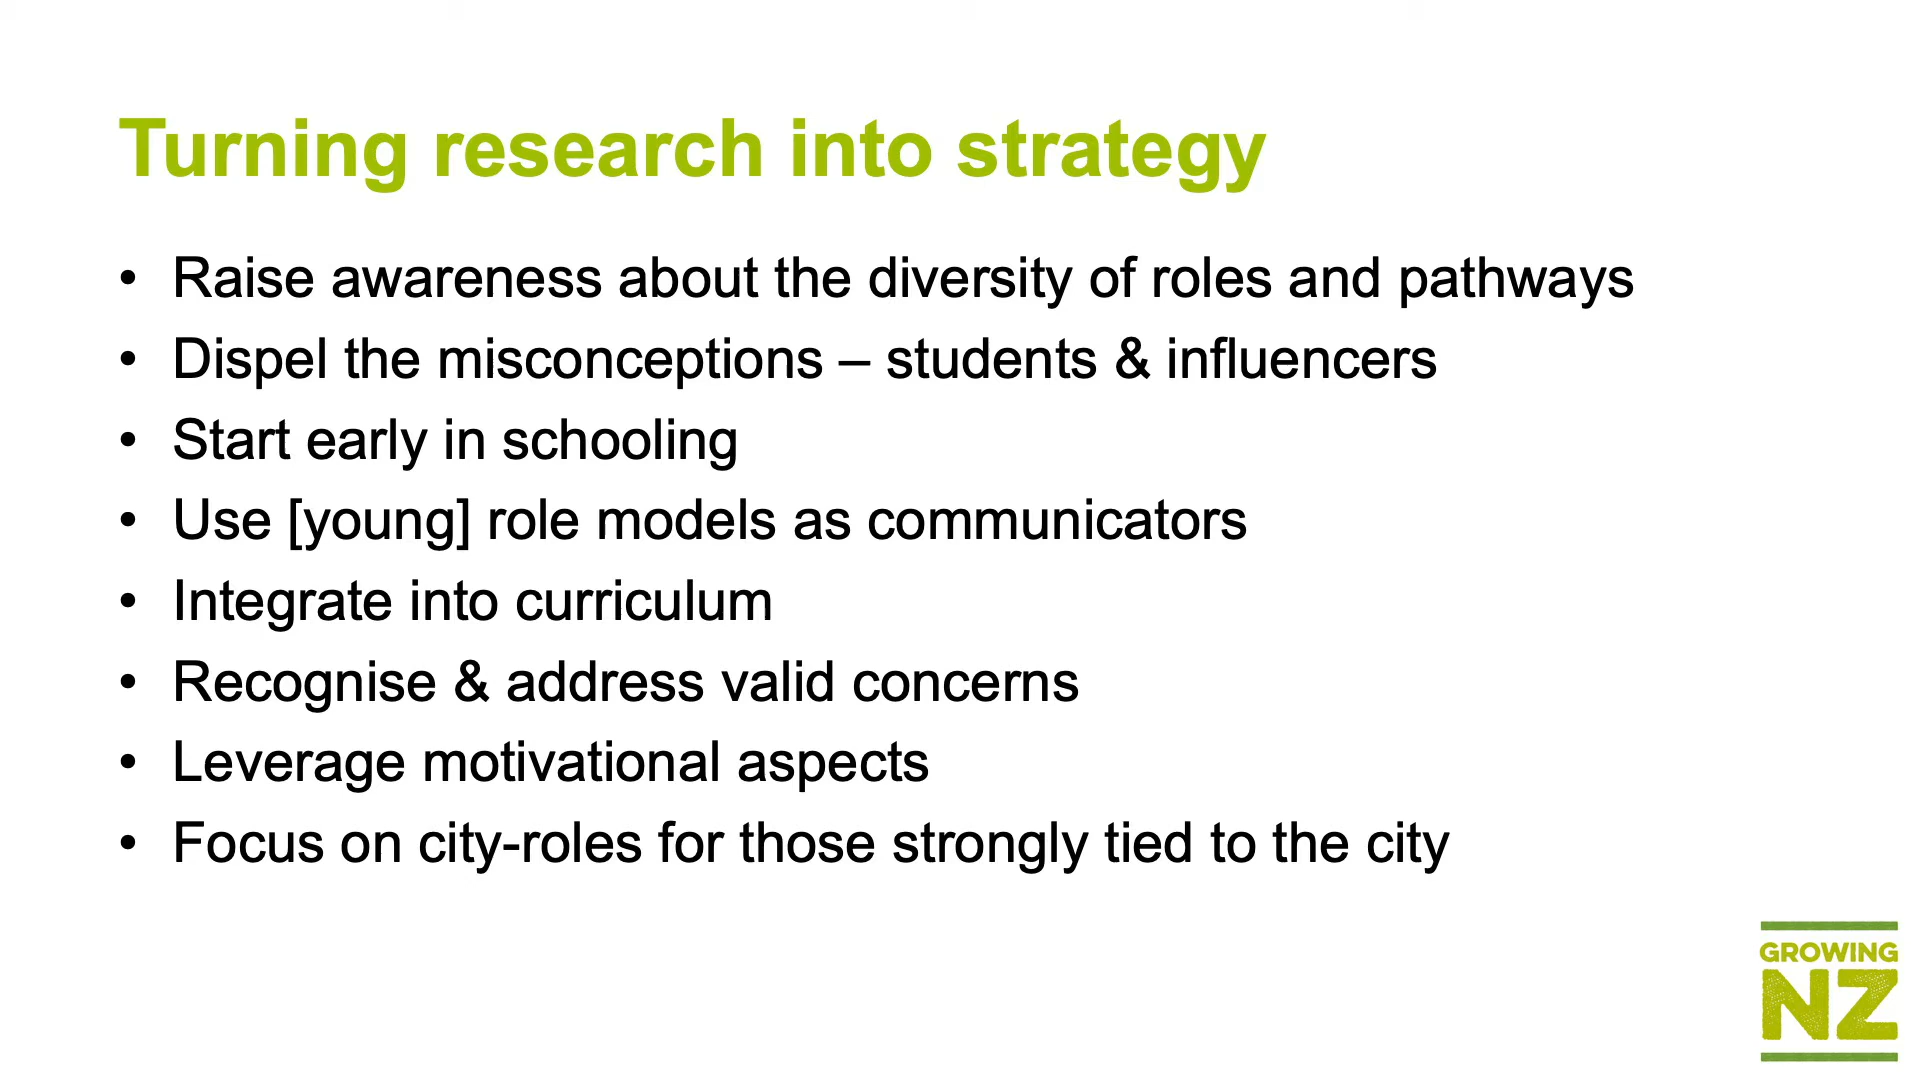 Turning research into strategy
• Raise awareness about the diversity of roles and pathways
• Dispel the misconceptions – students & influencers
• Start early in schooling
• Use [young] role models as communicators
• Integrate into curriculum
• Recognise & address valid concerns
• Leverage motivational aspects
• Focus on city-roles for those strongly tied to the city
GROWING
NZ